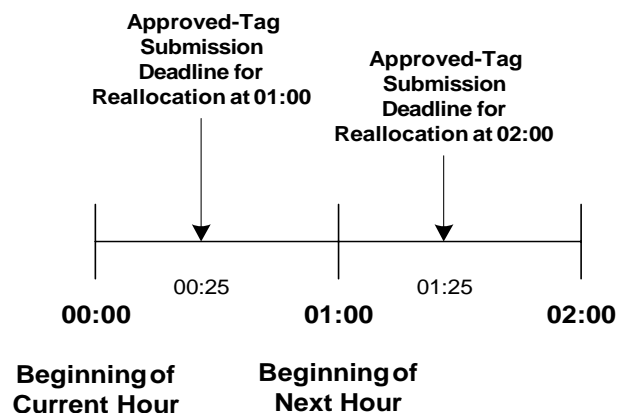 Approved-Tag
Submission
Deadline for
Reallocation at 01:00
Approved-Tag
Submission
Deadline for
Reallocation at 02:00
00:25
01:25
00:00
01:00
02:00
Beginning of
Current Hour
Beginning of
Next Hour